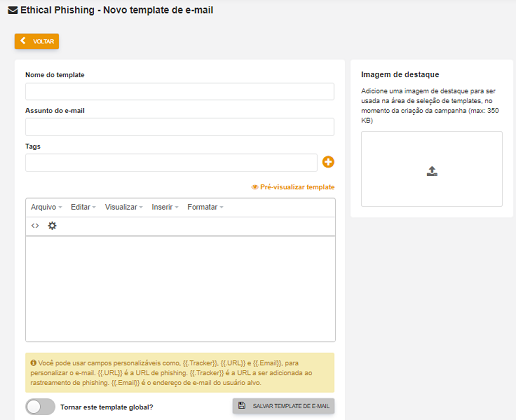 Ethical Phishing - Novo template de e-mail
VOLTAR
Nome do template
Assunto do e-mail
Tags
Pré-visualizar template
Arquivo Editar Visualizar Inserir Formatar
Você pode usar campos personalizáveis como, {{.Tracker}}, {{.URL}} e {{.Email}}, para
personalizar o e-mail. {{.URL}} é a URL de phishing. {{.Tracker}} é a URL a ser adicionada ao
rastreamento de phishing. {{.Email}} é o endereço de e-mail do usuário alvo.
Tornar este template global?
SALVAR TEMPLATE DE E-MAIL
Imagem de destaque
Adicione uma imagem de destaque para ser
usada na área de seleção de templates, no
momento da criação da campanha (max: 350
KB)